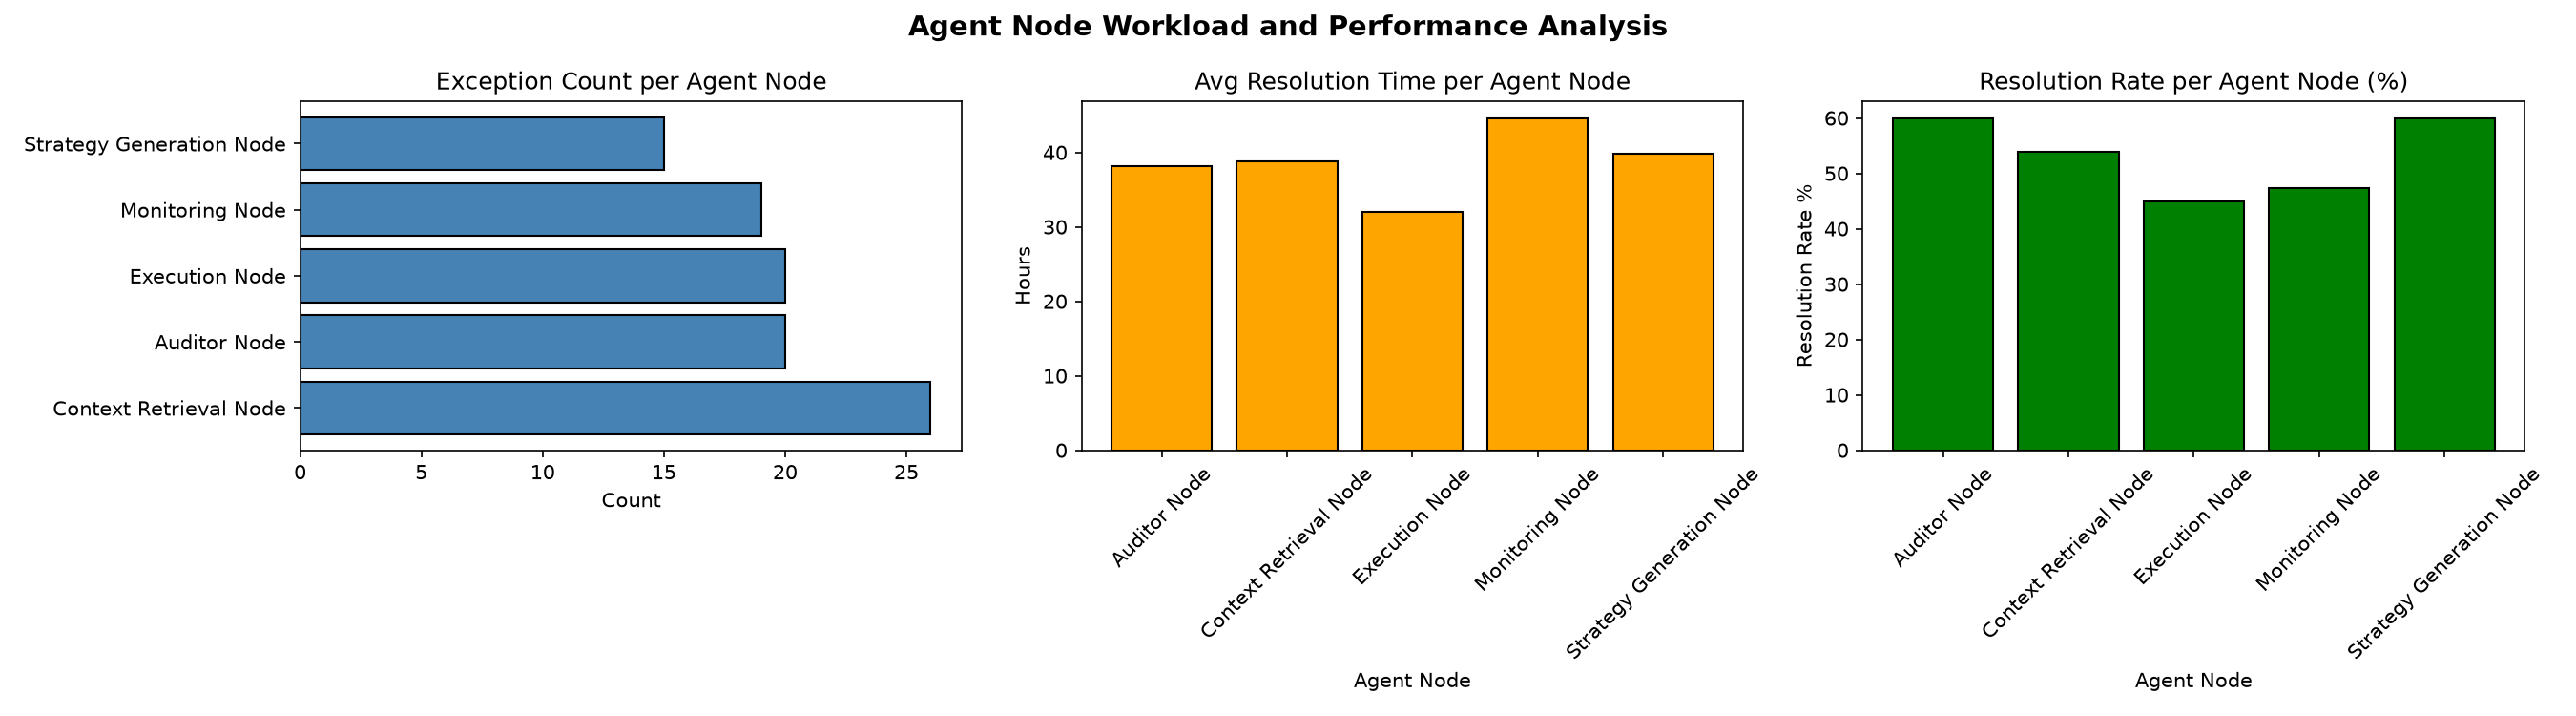 Agent Node Workload and Performance Analysis
Exception Count per Agent Node
Strategy Generation Node
Monitoring Node
Execution Node
Auditor Node
Context Retrieval Node
0 5 10 15 20 25
Count
Avg Resolution Time per Agent Node
Hours
40
30
20
10
0
Auditor Node
Context Retrieval Node
Execution Node
Monitoring Node
Strategy Generation Node
Agent Node
Resolution Rate per Agent Node (%)
Resolution Rate %
60
50
40
30
20
10
0
Auditor Node
Context Retrieval Node
Execution Node
Monitoring Node
Strategy Generation Node
Agent Node